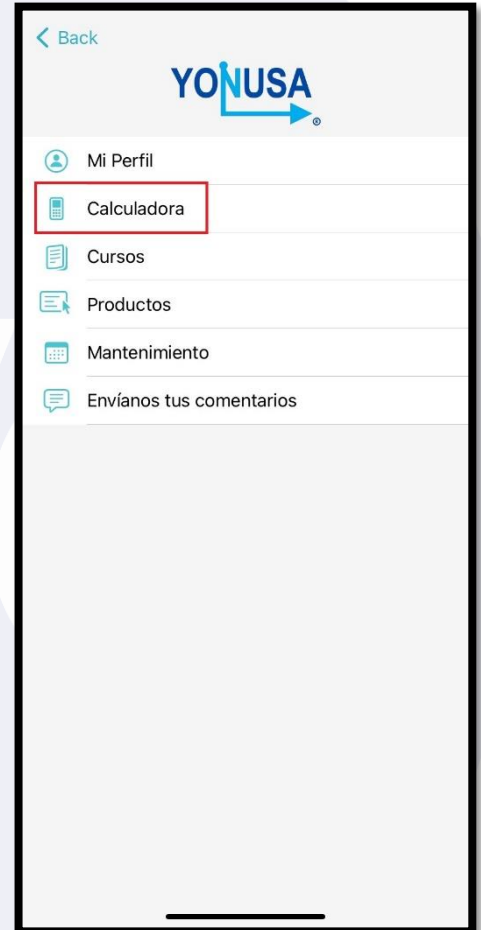 Back
YONUSA
®
Mi Perfil
Calculadora
Cursos
Productos
Mantenimiento
Envíanos tus comentarios